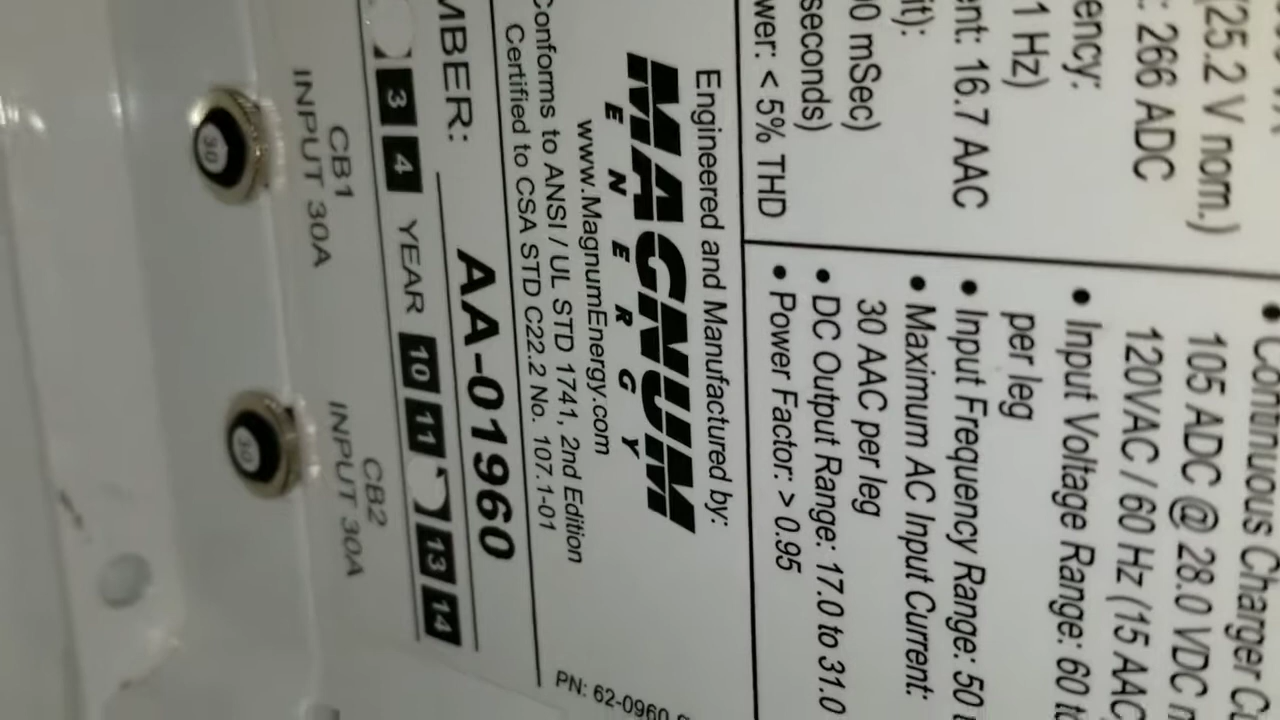 (25.2 V nom.)
: 266 ADC
ency:
1 Hz)
ent: 16.7 AAC
it):
0 mSec)
seconds)
wer: < 5% THD
• Continuous Charger
105 ADC @ 28.0 VDC
120VAC / 60 Hz (15 AAC
• Input Voltage Range: 60
per leg
• Input Frequency Range: 50
• Maximum AC Input Current:
30 AAC per leg
• DC Output Range: 17.0 to 31.0
• Power Factor: > 0.95
Engineered and Manufactured by:
MAGNUM
ENERGY
www.MagnumEnergy.com
Conforms to ANSI / UL STD 1741, 2nd Edition
Certified to CSA STD C22.2 No. 107.1-01
PN: 62-0960
MBER: AA-01960
3 4 YEAR 10 11 13 14
CB1
INPUT 30A
CB2
INPUT 30A
30
30